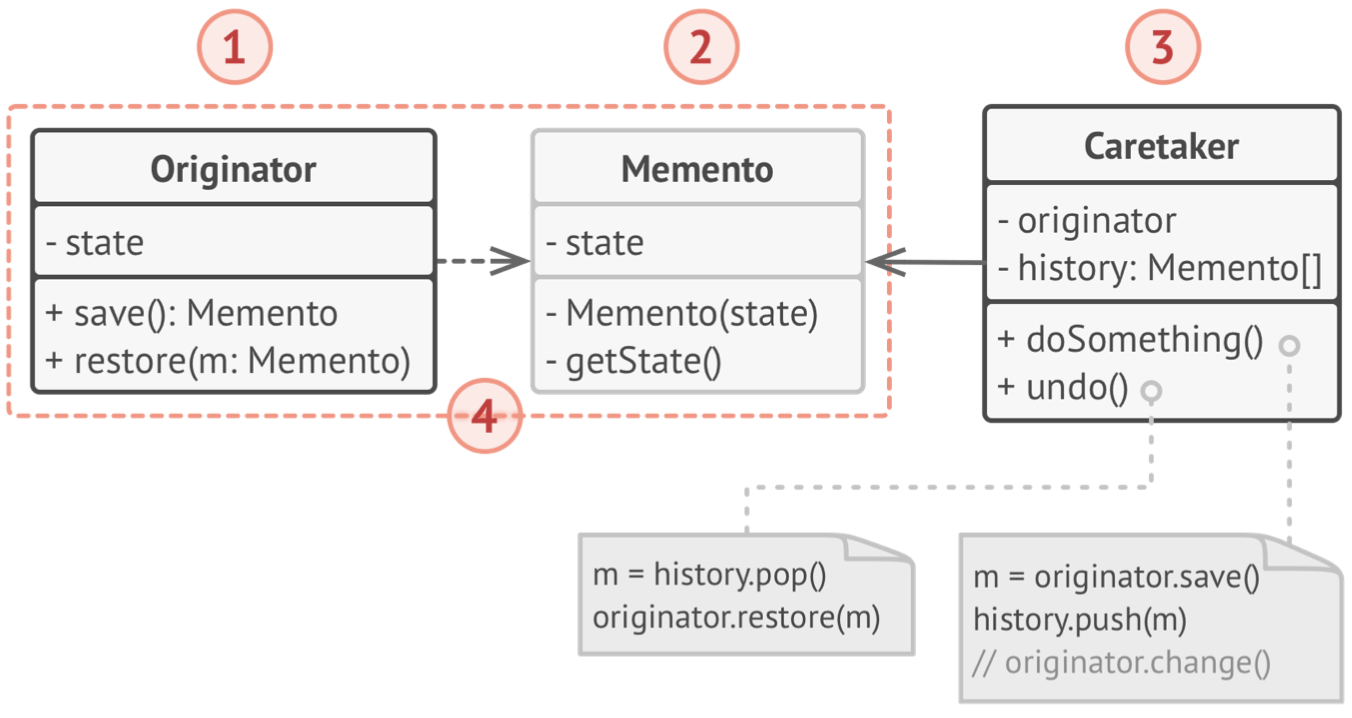 1
2
3
Originator
- state
+ save(): Memento
+ restore(m: Memento)
Memento
- state
- Memento(state)
- getState()
Caretaker
- originator
- history: Memento[]
+ doSomething()
+ undo()
4
m = history.pop()
originator.restore(m)
m = originator.save()
history.push(m)
// originator.change()